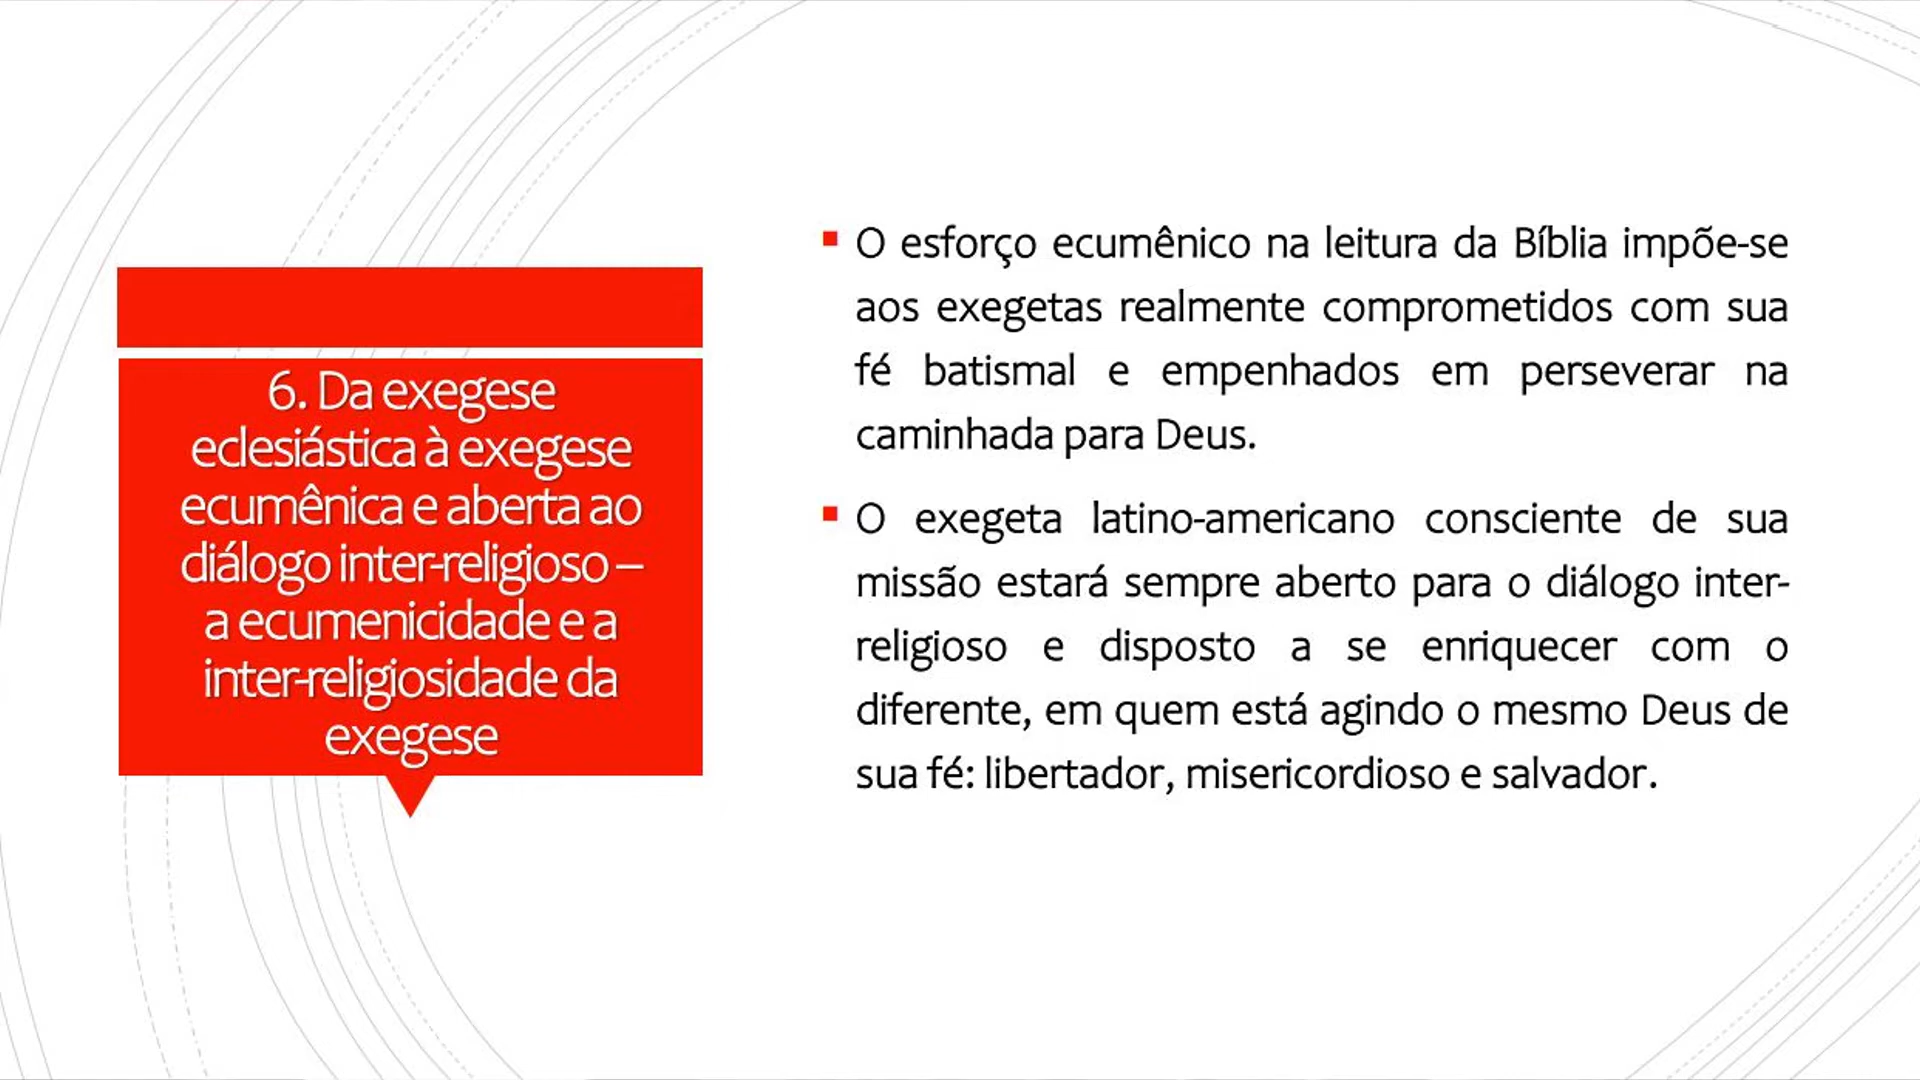 6. Da exegese
eclesiástica à exegese
ecumênica e aberta ao
diálogo inter-religioso –
a ecumenicidade e a
inter-religiosidade da
exegese
▪ O esforço ecumênico na leitura da Bíblia impõe-se
aos exegetas realmente comprometidos com sua
fé batismal e empenhados em perseverar na
caminhada para Deus.
▪ O exegeta latino-americano consciente de sua
missão estará sempre aberto para o diálogo inter-
religioso e disposto a se enriquecer com o
diferente, em quem está agindo o mesmo Deus de
sua fé: libertador, misericordioso e salvador.